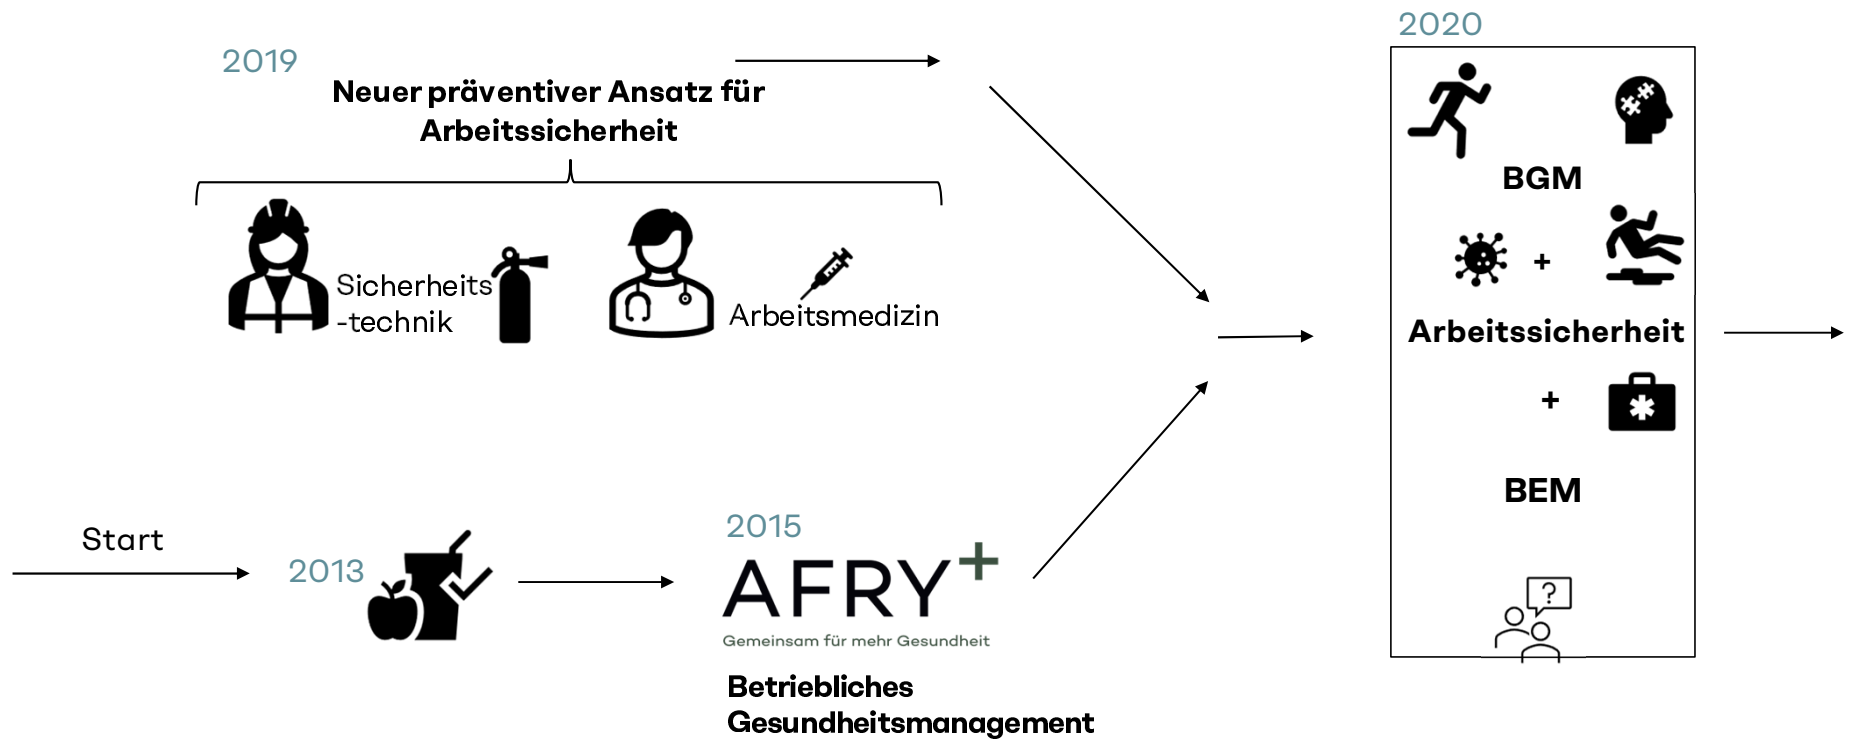 2019
Neuer präventiver Ansatz für
Arbeitssicherheit
Sicherheits
-technik
Arbeitsmedizin
Start
2013
2015
AFRY+
Gemeinsam für mehr Gesundheit
Betriebliches
Gesundheitsmanagement
2020
BGM
+
Arbeitssicherheit
+
BEM
?